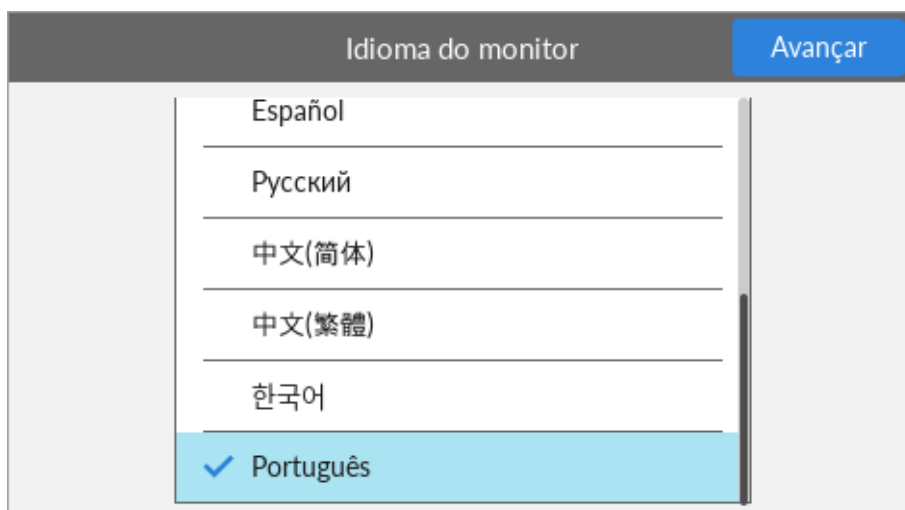 Idioma do monitor
Avançar
Español
Русский
中文(简体)
中文(繁體)
한국어
Português